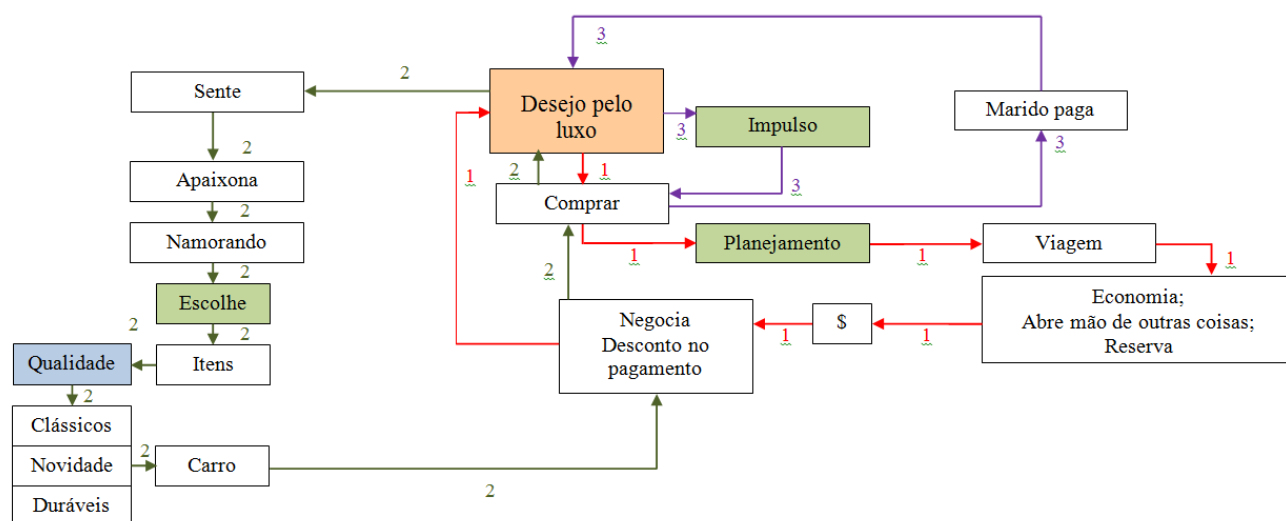 3
2
Sente
Desejo pelo
luxo
Marido paga
3
Impulso
2
1
2
1
3
3
Apaixona
2
Comprar
Namorando
1
Planejamento
1
Viagem
1
2
2
Escolhe
Economia;
Abre mão de outras coisas;
Reserva
2
2
Negocia
Desconto no
pagamento
1
$
1
Qualidade
Itens
2
Clássicos
Novidade
Duráveis
2
Carro
2